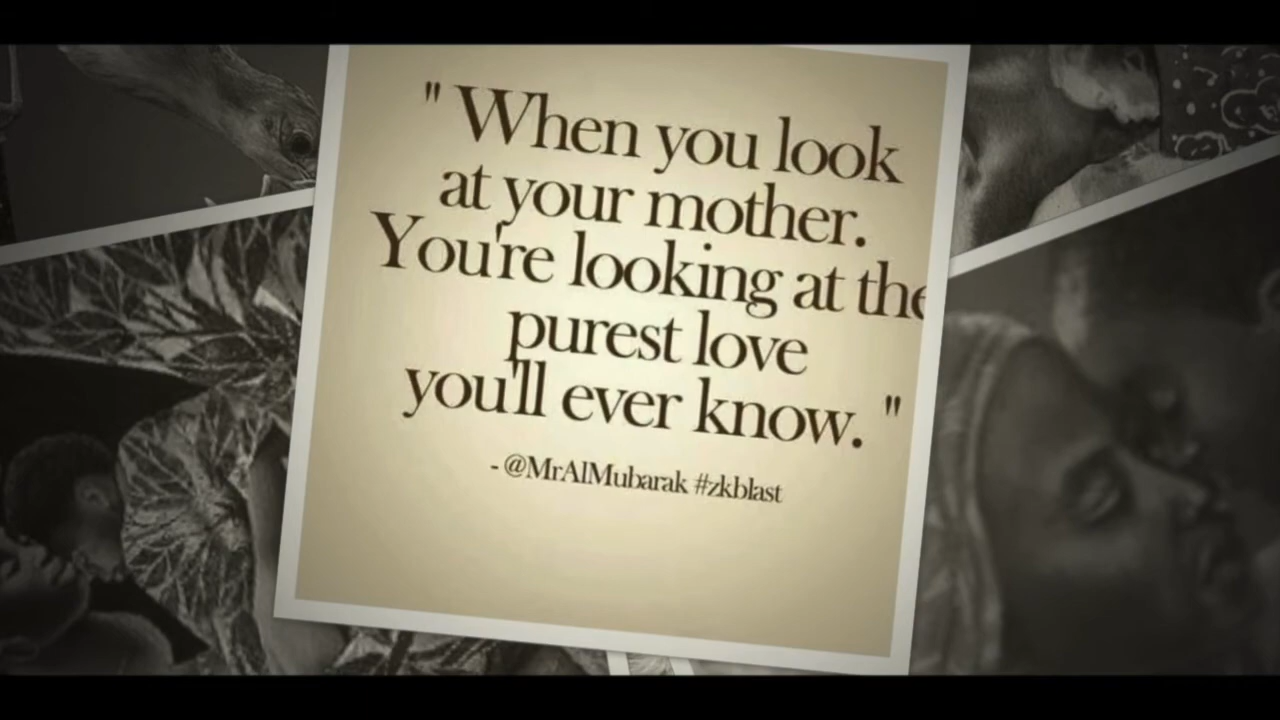 " When you look
at your mother.
You're looking at the
purest love
you'll ever know. "
- @MrAlMubarak #zkblast